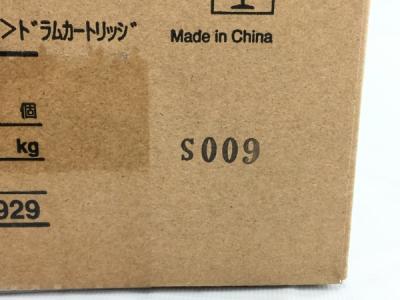 >ﾄﾞﾗﾑｶｰﾄﾘｯｼﾞ
Made in China
個
kg
S009
929